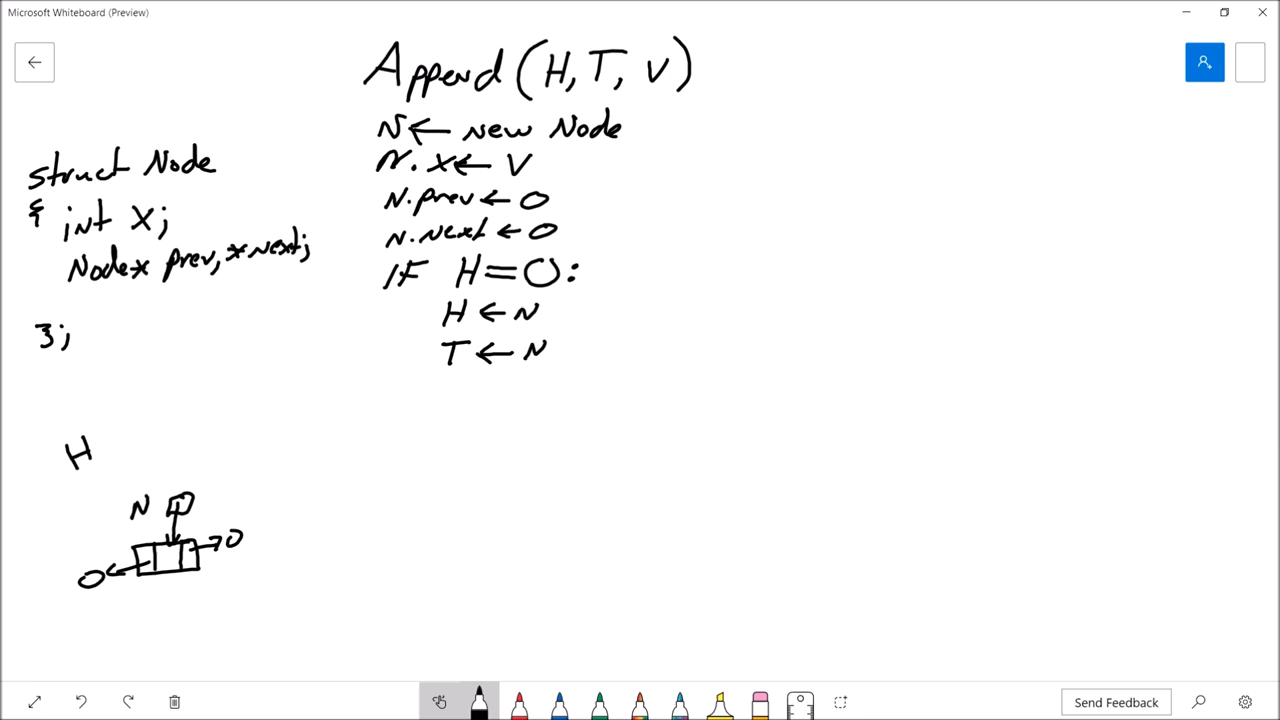 Microsoft Whiteboard (Preview)
Append (H, T, V)
N ← New Node
N. X ← V
N. prev ← 0
N. Next ← 0
IF H = O:
H ← N
T ← N
struct Node
{ int X;
Node* prev, *Next;
};
H
N
0
0
Send Feedback